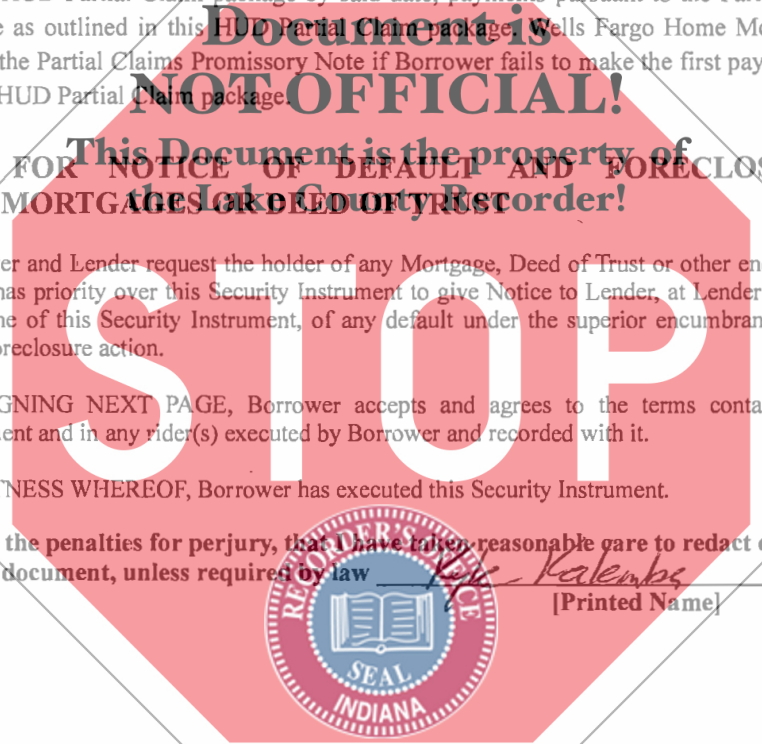 HUD Partial Claim package by said date, payments pursuant to the
e as outlined in this HUD Partial Claim package. Wells Fargo Home Mo
the Partial Claims Promissory Note if Borrower fails to make the first pay
HUD Partial Claim package.
Document is
NOT OFFICIAL!
This Document is the property of
the Lake County Recorder!
FOR NOTICE OF DEFAULT AND FORECLOS
MORTGAGES OR DEED OF TRUST
er and Lender request the holder of any Mortgage, Deed of Trust or other en
has priority over this Security Instrument to give Notice to Lender, at Lender
ne of this Security Instrument, of any default under the superior encumbran
oreclosure action.
STOP
GNING NEXT PAGE, Borrower accepts and agrees to the terms conta
ent and in any rider(s) executed by Borrower and recorded with it.
NESS WHEREOF, Borrower has executed this Security Instrument.
the penalties for perjury, that I have taken reasonable care to redact
document, unless required by law Kalemba
[Printed Name]
RECORDER'S OFFICE
SEAL
INDIANA